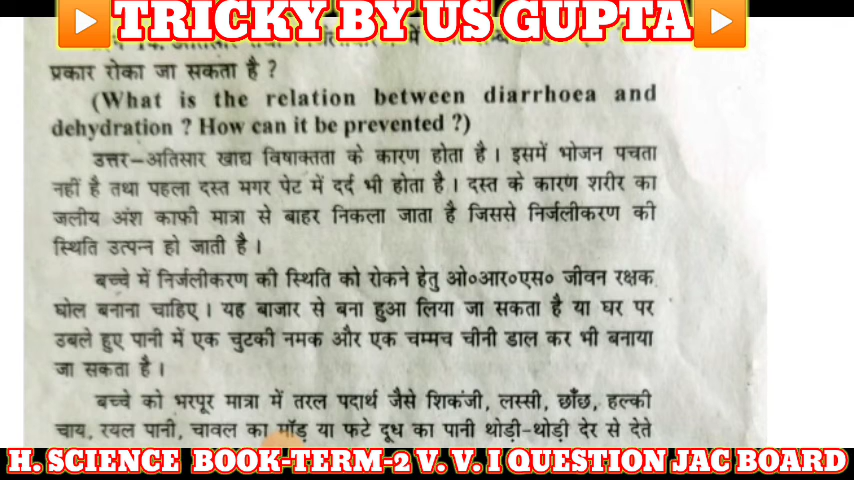 TRICKY BY US GUPTA
प्रकार रोका जा सकता है ?
(What is the relation between diarrhoea and
dehydration ? How can it be prevented ?)
उत्तर–अतिसार खाद्य विषाक्तता के कारण होता है । इसमें भोजन पचता
नहीं है तथा पहला दस्त मगर पेट में दर्द भी होता है । दस्त के कारण शरीर का
जलीय अंश काफी मात्रा से बाहर निकला जाता है जिससे निर्जलीकरण की
स्थिति उत्पन्न हो जाती है ।
बच्चे में निर्जलीकरण की स्थिति को रोकने हेतु ओ०आर०एस० जीवन रक्षक
घोल बनाना चाहिए । यह बाजार से बना हुआ लिया जा सकता है या घर पर
उबले हुए पानी में एक चुटकी नमक और एक चम्मच चीनी डाल कर भी बनाया
जा सकता है ।
बच्चे को भरपूर मात्रा में तरल पदार्थ जैसे शिकंजी, लस्सी, छाँछ, हल्की
चाय, रयल पानी, चावल का माँड़ या फटे दूध का पानी थोड़ी-थोड़ी देर से देते
H. SCIENCE BOOK-TERM-2 V. V. I QUESTION JAC BOARD